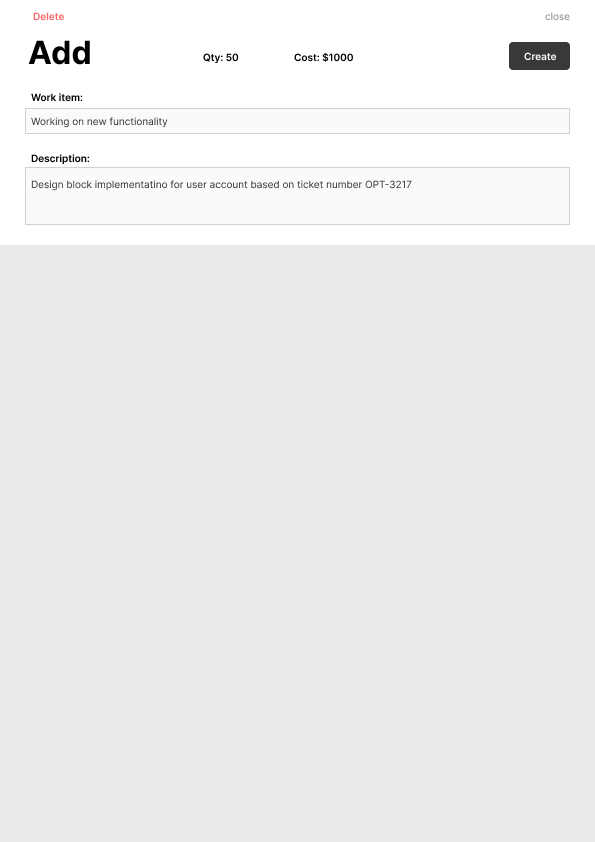 Delete
close
Add
Qty: 50
Cost: $1000
Create
Work item:
Working on new functionality
Description:
Design block implementatino for user account based on ticket number OPT-3217